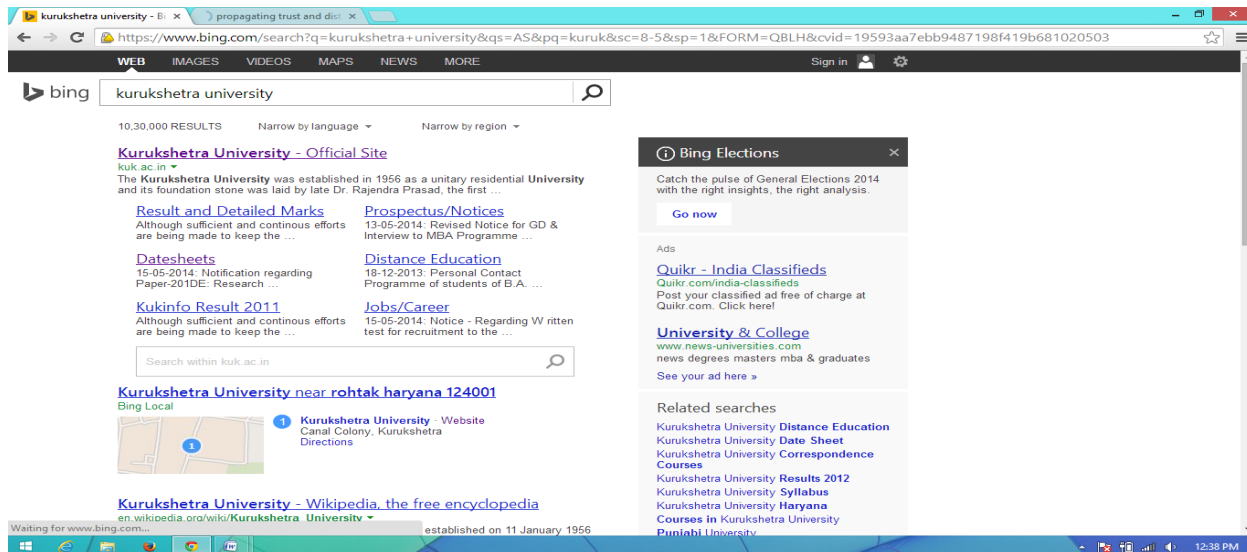 kurukshetra university - Bi
propagating trust and dist
https://www.bing.com/search?q=kurukshetra+university&qs=AS&pq=kuruk&sc=8-5&sp=1&FORM=QBLH&cvid=19593aa7ebb9487198f419b681020503
WEB IMAGES VIDEOS MAPS NEWS MORE Sign in
bing kurukshetra university
10,30,000 RESULTS Narrow by language Narrow by region
Kurukshetra University - Official Site
kuk.ac.in
The Kurukshetra University was established in 1956 as a unitary residential University
and its foundation stone was laid by late Dr. Rajendra Prasad, the first ...
Result and Detailed Marks
Although sufficient and continous efforts
are being made to keep the ...
Prospectus/Notices
13-05-2014: Revised Notice for GD &
Interview to MBA Programme ...
Datesheets
15-05-2014: Notification regarding
Paper-201DE: Research ...
Distance Education
18-12-2013: Personal Contact
Programme of students of B.A. ...
Kukinfo Result 2011
Although sufficient and continous efforts
are being made to keep the ...
Jobs/Career
15-05-2014: Notice - Regarding W ritten
test for recruitment to the ...
Search within kuk.ac.in
Kurukshetra University near rohtak haryana 124001
Bing Local
1
1 Kurukshetra University - Website
Canal Colony, Kurukshetra
Directions
Kurukshetra University - Wikipedia, the free encyclopedia
en.wikipedia.org/wiki/Kurukshetra_University
established on 11 January 1956
Waiting for www.bing.com...
Bing Elections
Catch the pulse of General Elections 2014
with the right insights, the right analysis.
Go now
Ads
Quikr - India Classifieds
Quikr.com/india-classifieds
Post your classified ad free of charge at
Quikr.com. Click here!
University & College
www.news-universities.com
news degrees masters mba & graduates
See your ad here »
Related searches
Kurukshetra University Distance Education
Kurukshetra University Date Sheet
Kurukshetra University Correspondence
Courses
Kurukshetra University Results 2012
Kurukshetra University Syllabus
Kurukshetra University Haryana
Courses in Kurukshetra University
Punjabi University
12:38 PM